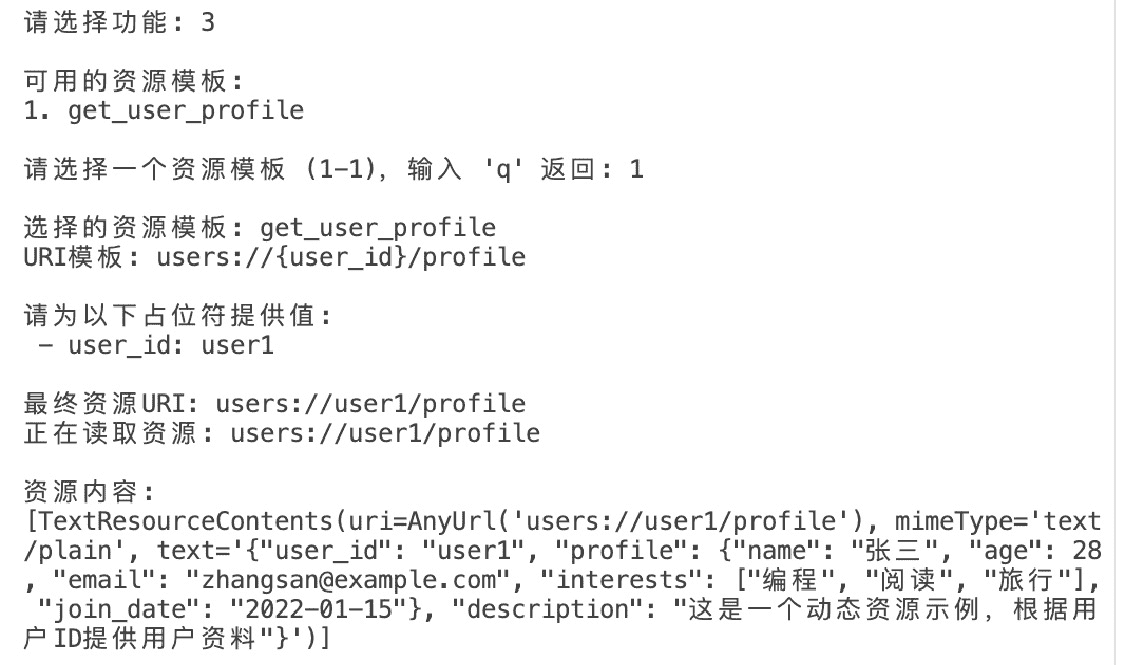 请选择功能: 3
可用的资源模板:
1. get_user_profile
请选择一个资源模板 (1-1), 输入 'q' 返回: 1
选择的资源模板: get_user_profile
URI模板: users://{user_id}/profile
请为以下占位符提供值:
- user_id: user1
最终资源URI: users://user1/profile
正在读取资源: users://user1/profile
资源内容:
[TextResourceContents(uri=AnyUrl('users://user1/profile'), mimeType='text
/plain', text='{"user_id": "user1", "profile": {"name": "张三", "age": 28
, "email": "zhangsan@example.com", "interests": ["编程", "阅读", "旅行"],
"join_date": "2022-01-15"}, "description": "这是一个动态资源示例，根据用
户ID提供用户资料"}')]